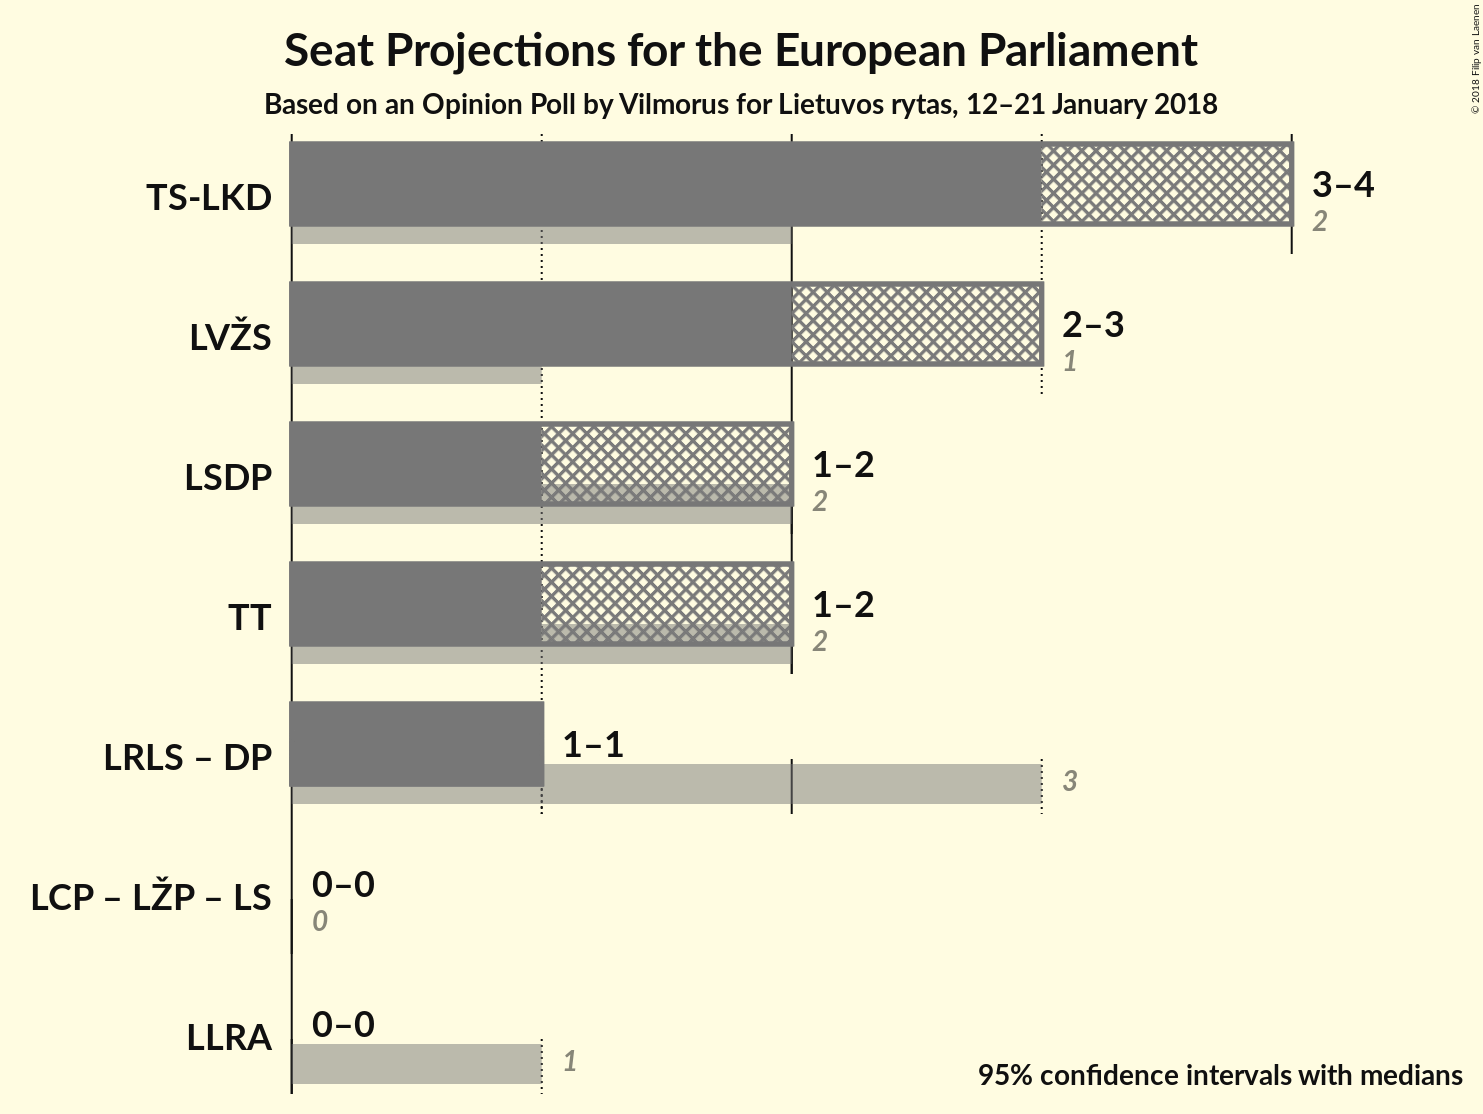 Seat Projections for the European Parliament
Based on an Opinion Poll by Vilmorus for Lietuvos rytas, 12–21 January 2018
© 2018 Filip van Laenen
TS-LKD
3–4
2
LVŽS
2–3
1
LSDP
1–2
2
TT
1–2
2
LRLS – DP
1–1
3
LCP – LŽP – LS
0–0
0
LLRA
0–0
1
95% confidence intervals with medians